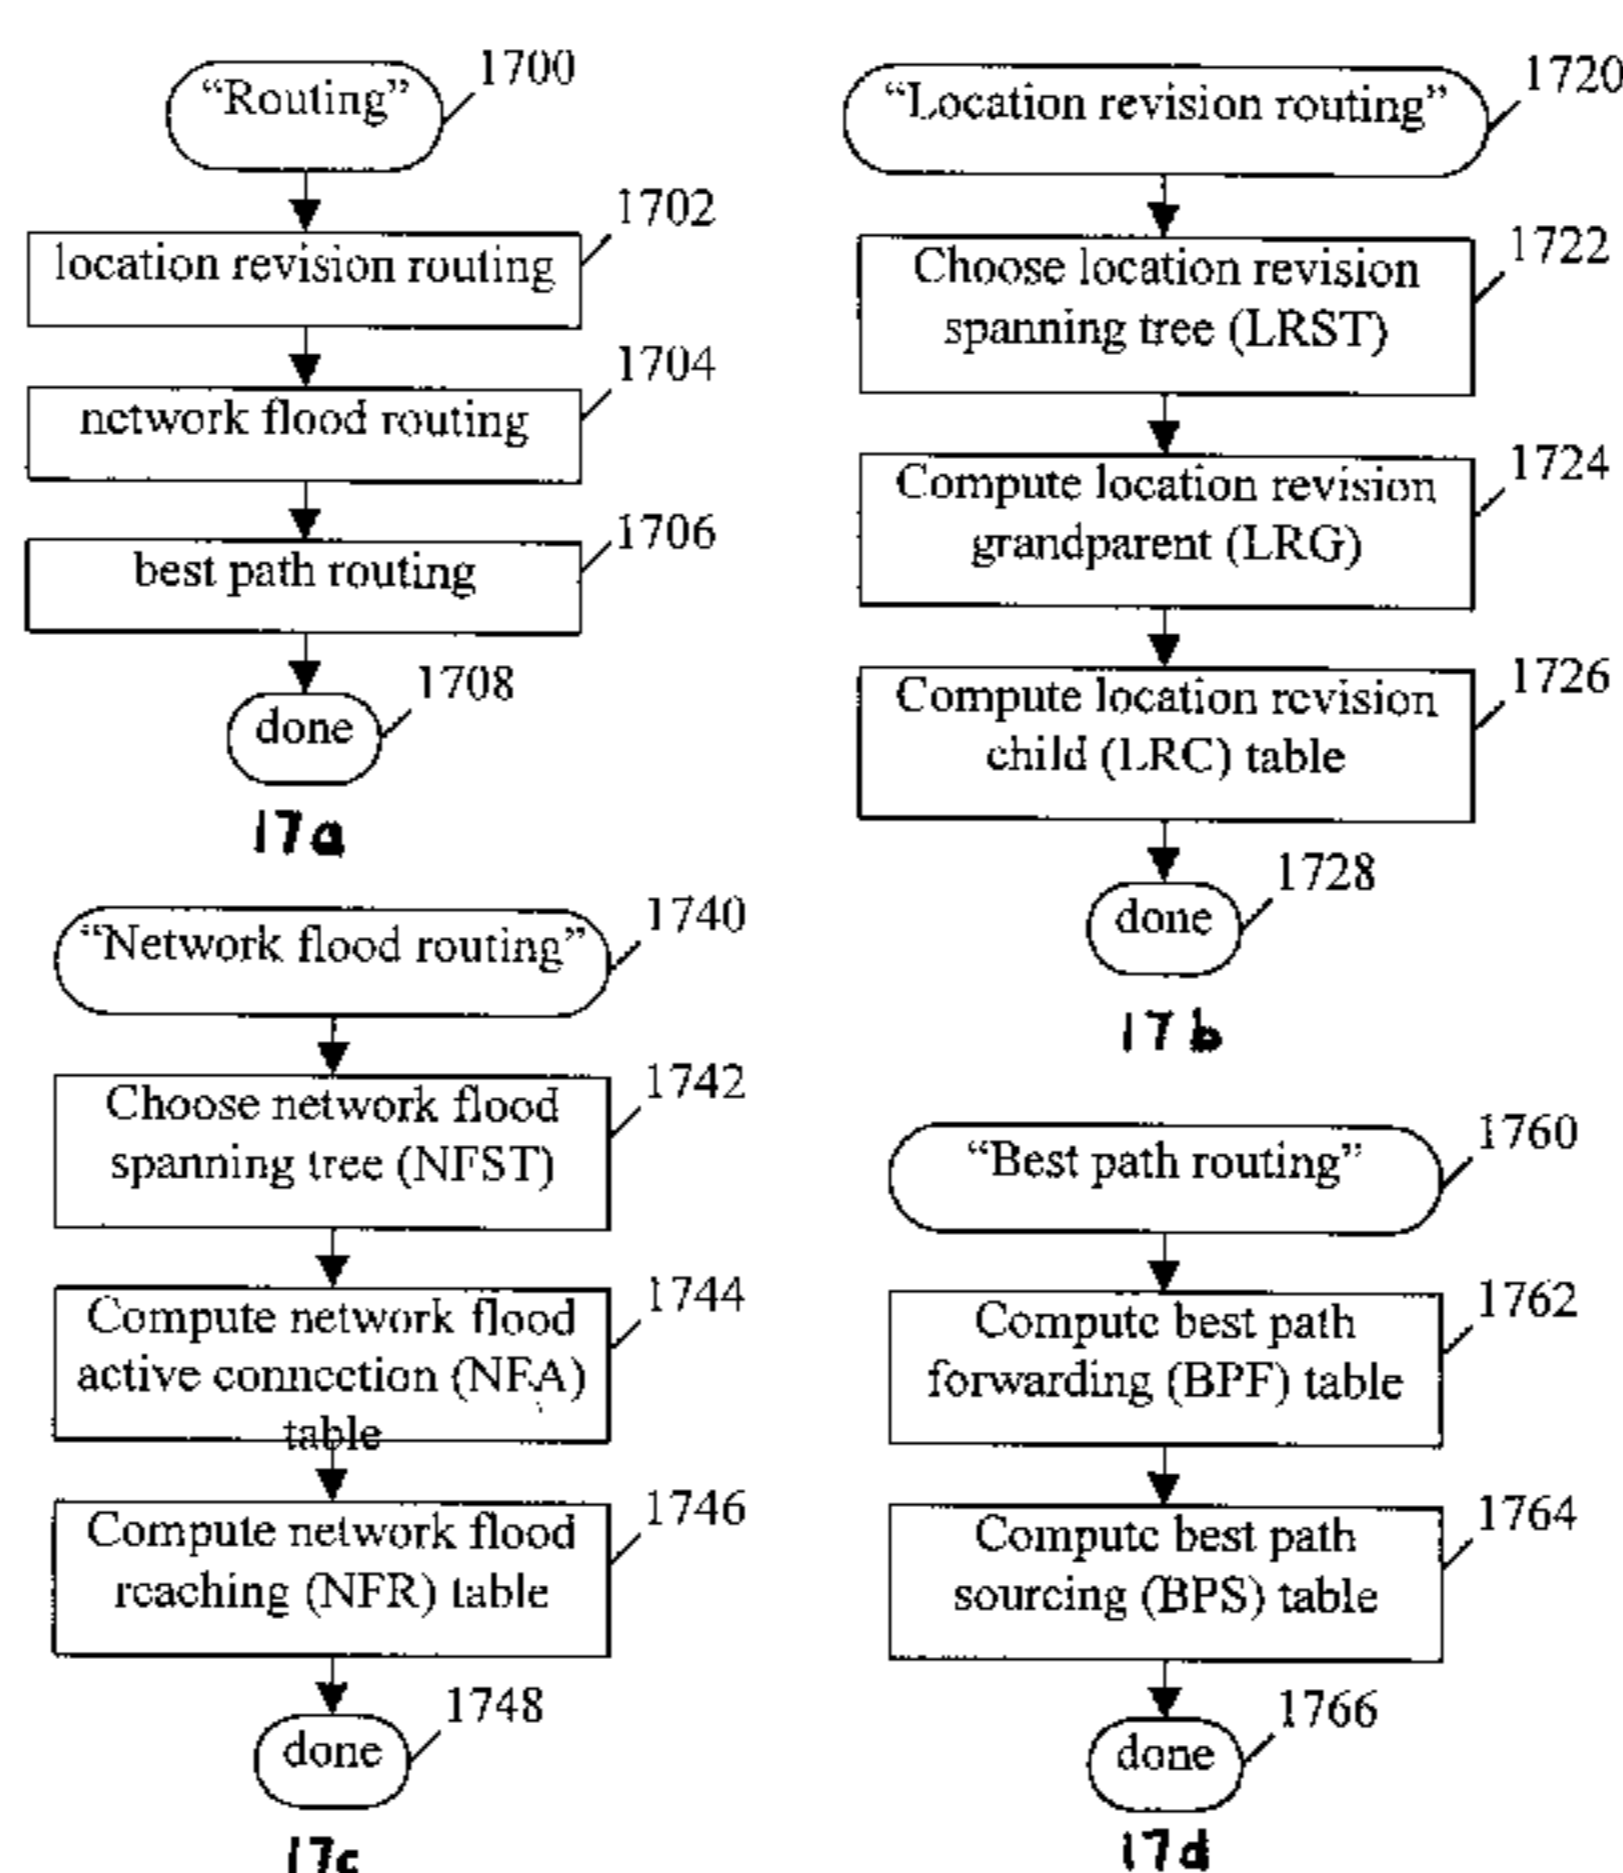 “Routing”
1700
1702
location revision routing
1704
network flood routing
1706
best path routing
1708
done
17a
“Location revision routing”
1720
Choose location revision
spanning tree (LRST)
1722
Compute location revision
grandparent (LRG)
1724
Compute location revision
child (LRC) table
1726
1728
done
17b
“Network flood routing”
1740
Choose network flood
spanning tree (NFST)
1742
Compute network flood
active connection (NFA)
table
1744
Compute network flood
reaching (NFR) table
1746
1748
done
17c
“Best path routing”
1760
Compute best path
forwarding (BPF) table
1762
Compute best path
sourcing (BPS) table
1764
1766
done
17d